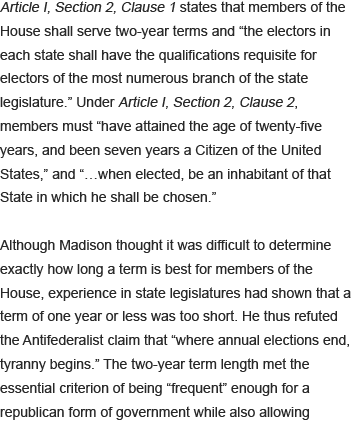 Article I, Section 2, Clause 1 states that members of the
House shall serve two-year terms and “the electors in
each state shall have the qualifications requisite for
electors of the most numerous branch of the state
legislature.” Under Article I, Section 2, Clause 2,
members must “have attained the age of twenty-five
years, and been seven years a Citizen of the United
States,” and “…when elected, be an inhabitant of that
State in which he shall be chosen.”
Although Madison thought it was difficult to determine
exactly how long a term is best for members of the
House, experience in state legislatures had shown that a
term of one year or less was too short. He thus refuted
the Antifederalist claim that “where annual elections end,
tyranny begins.” The two-year term length met the
essential criterion of being “frequent” enough for a
republican form of government while also allowing